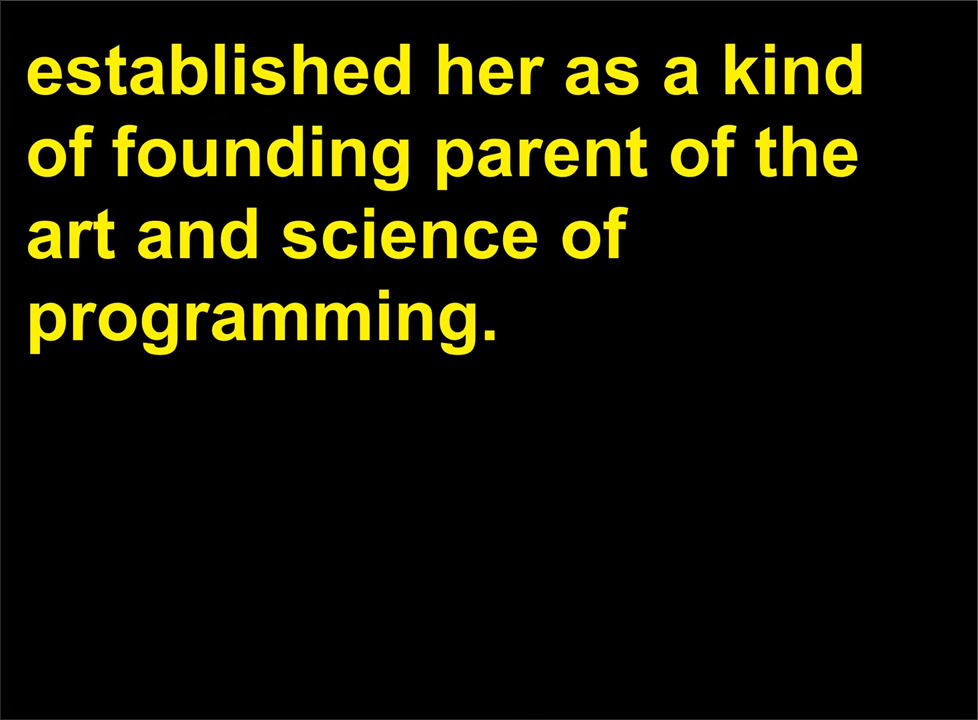 established her as a kind
of founding parent of the
art and science of
programming.